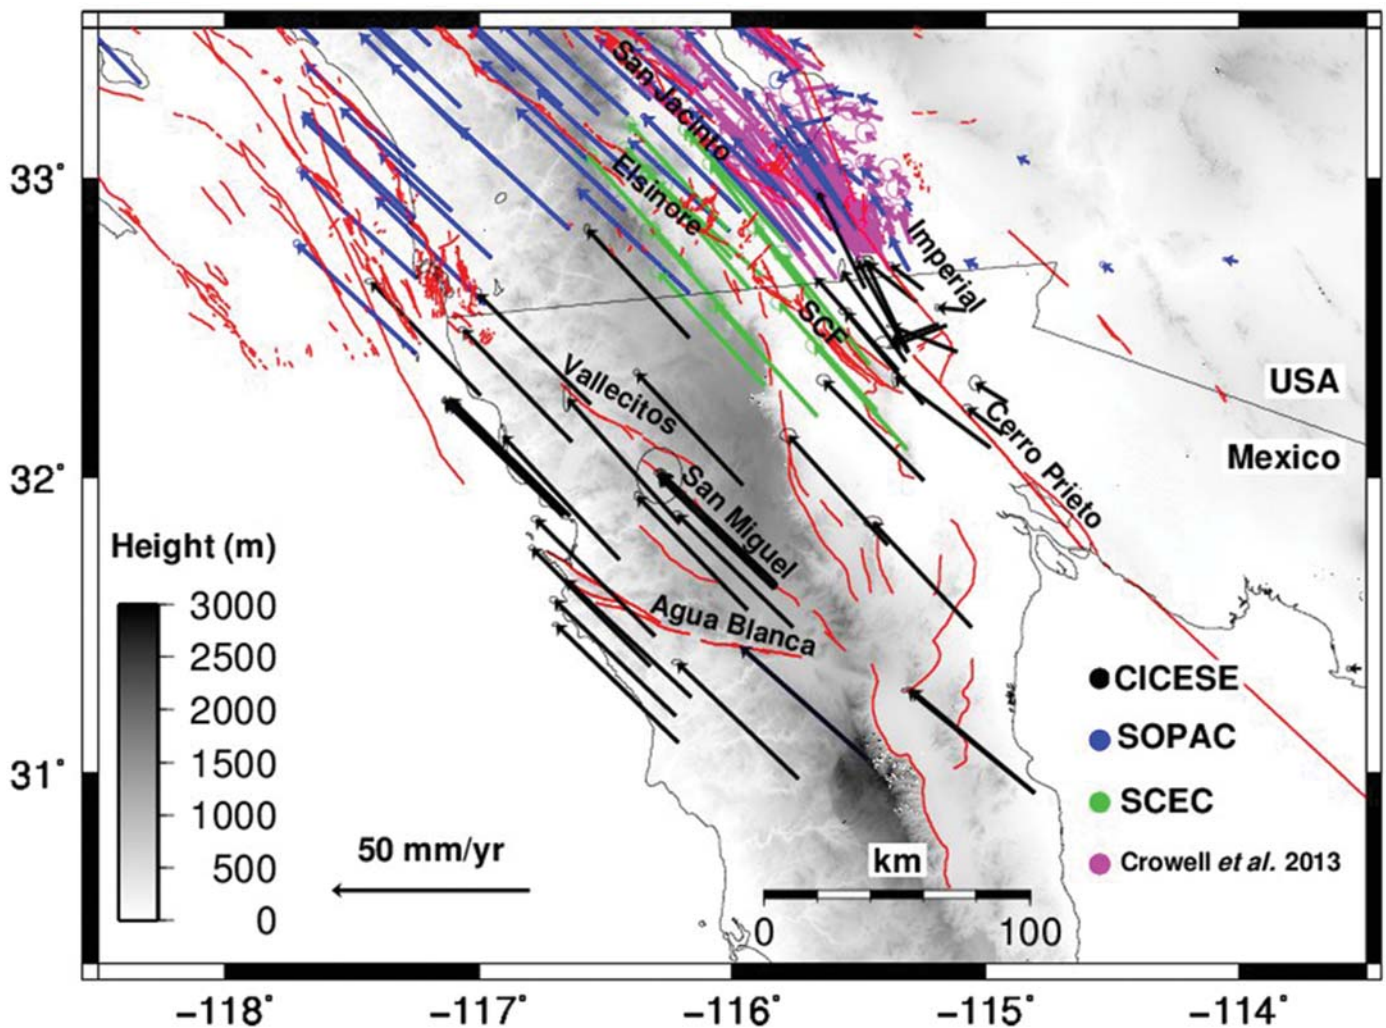 San Jacinto
33°
Elsinore
Imperial
SCF
Vallecitos
USA
Cerro Prieto
Mexico
32°
San Miguel
Height (m)
3000
2500
2000
1500
1000
500
0
Agua Blanca
CICESE
SOPAC
SCEC
Crowell et al. 2013
31°
50 mm/yr
km
0
100
-118°
-117°
-116°
-115°
-114°